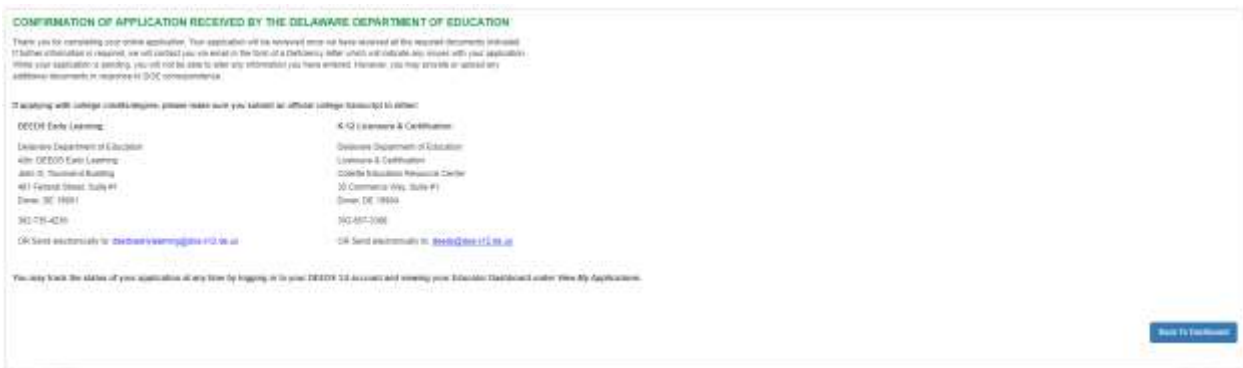 CONFIRMATION OF APPLICATION RECEIVED BY THE DELAWARE DEPARTMENT OF EDUCATION
Thank you for completing your online application. Your application will be reviewed once we have received all the required documents indicated.
If further information is required, we will contact you via email in the form of a Deficiency letter which will indicate any issues with your application.
While your application is pending, you will not be able to alter any information you have entered. However, you may provide or upload any
additional documents in response to DOE correspondence.
If applying with college credits/degree, please make sure you submit an official college transcript to either:
DEEDS Early Learning
Delaware Department of Education
Attn: DEEDS Early Learning
John G. Townsend Building
401 Federal Street, Suite #1
Dover, DE 19901
302-735-4236
OR Send electronically to:
K-12 Licensure & Certification
Delaware Department of Education
Licensure & Certification
Collette Education Resource Center
35 Commerce Way, Suite #1
Dover, DE 19904
OR Send electronically to: deeds@doe.k12.de.us
You may track the status of your application at any time by logging in to your DEEDS 3.0 account and viewing your Educator Dashboard under View My Applications.
Back To Dashboard